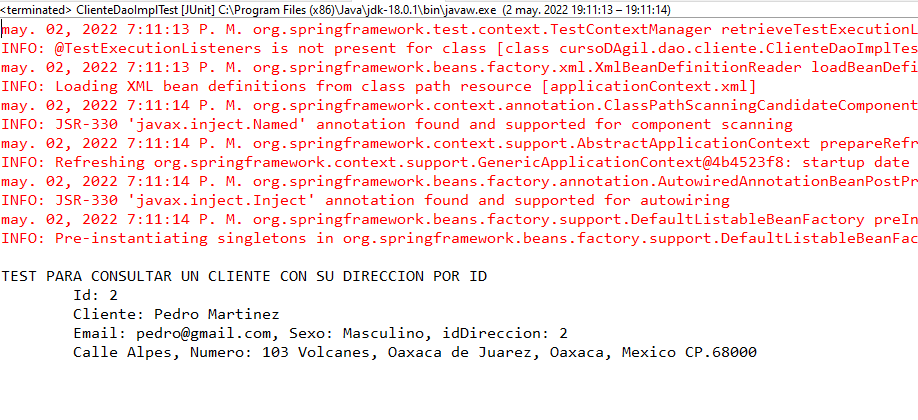 <terminated> ClienteDaoImplTest [JUnit] C:\Program Files (x86)\Java\jdk-18.0.1\bin\javaw.exe (2 may. 2022 19:11:13 – 19:11:14)
may. 02, 2022 7:11:13 P. M. org.springframework.test.context.TestContextManager retrieveTestExecutionL
INFO: @TestExecutionListeners is not present for class [class cursoDAgil.dao.cliente.ClienteDaoImplTes
may. 02, 2022 7:11:13 P. M. org.springframework.beans.factory.xml.XmlBeanDefinitionReader loadBeanDefi
INFO: Loading XML bean definitions from class path resource [applicationContext.xml]
may. 02, 2022 7:11:14 P. M. org.springframework.context.annotation.ClassPathScanningCandidateComponent
INFO: JSR-330 'javax.inject.Named' annotation found and supported for component scanning
may. 02, 2022 7:11:14 P. M. org.springframework.context.support.AbstractApplicationContext prepareRefr
INFO: Refreshing org.springframework.context.support.GenericApplicationContext@4b4523f8: startup date
may. 02, 2022 7:11:14 P. M. org.springframework.beans.factory.annotation.AutowiredAnnotationBeanPostPr
INFO: JSR-330 'javax.inject.Inject' annotation found and supported for autowiring
may. 02, 2022 7:11:14 P. M. org.springframework.beans.factory.support.DefaultListableBeanFactory preIn
INFO: Pre-instantiating singletons in org.springframework.beans.factory.support.DefaultListableBeanFac
TEST PARA CONSULTAR UN CLIENTE CON SU DIRECCION POR ID
Id: 2
Cliente: Pedro Martinez
Email: pedro@gmail.com, Sexo: Masculino, idDireccion: 2
Calle Alpes, Numero: 103 Volcanes, Oaxaca de Juarez, Oaxaca, Mexico CP.68000